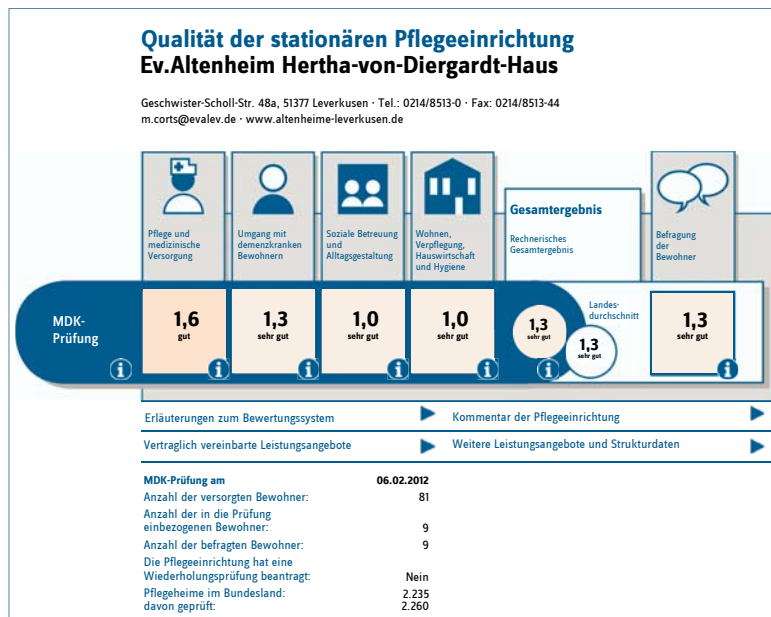 Qualität der stationären Pflegeeinrichtung
Ev.Altenheim Hertha-von-Diergardt-Haus
Geschwister-Scholl-Str. 48a, 51377 Leverkusen · Tel.: 0214/8513-0 · Fax: 0214/8513-44
m.corts@evalev.de · www.altenheime-leverkusen.de
Pflege und
medizinische
Versorgung
Umgang mit
demenzkranken
Bewohnern
Soziale Betreuung
und
Alltagsgestaltung
Wohnen,
Verpflegung,
Hauswirtschaft
und Hygiene
Gesamtergebnis
Rechnerisches
Gesamtergebnis
Befragung
der
Bewohner
MDK-
Prüfung
1,6
gut
1,3
sehr gut
1,0
sehr gut
1,0
sehr gut
1,3
sehr gut
Landes-
durchschnitt
1,3
sehr gut
1,3
sehr gut
Erläuterungen zum Bewertungssystem
Kommentar der Pflegeeinrichtung
Vertraglich vereinbarte Leistungsangebote
Weitere Leistungsangebote und Strukturdaten
MDK-Prüfung am 06.02.2012
Anzahl der versorgten Bewohner: 81
Anzahl der in die Prüfung
einbezogenen Bewohner: 9
Anzahl der befragten Bewohner: 9
Die Pflegeeinrichtung hat eine
Wiederholungsprüfung beantragt: Nein
Pflegeheime im Bundesland: 2.235
davon geprüft: 2.260